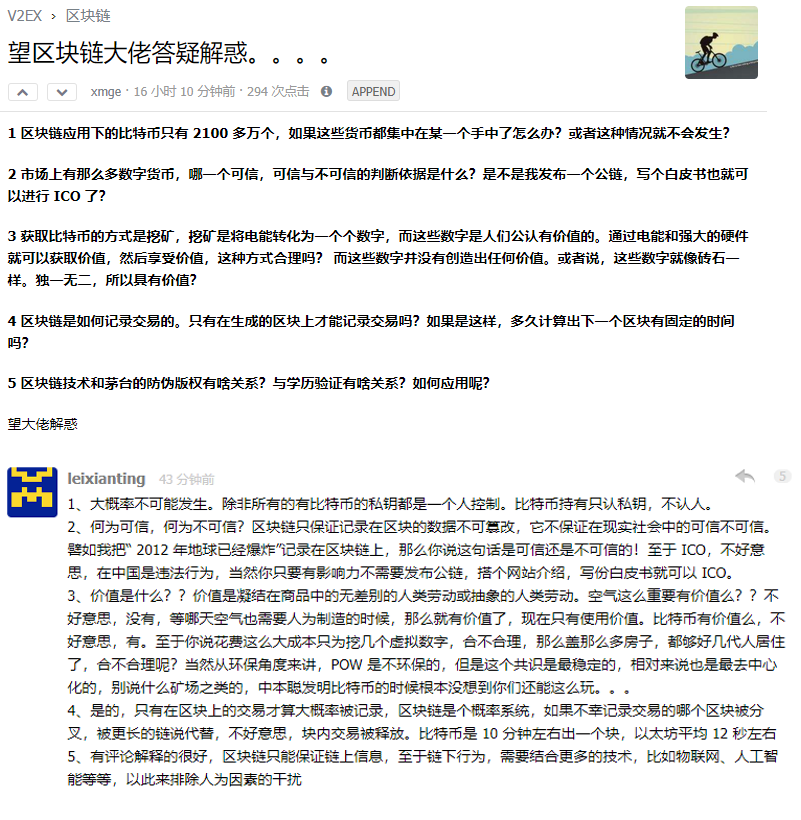 V2EX › 区块链
望区块链大佬答疑解惑。。。。
xmge · 16 小时 10 分钟前 · 294 次点击 APPEND
1 区块链应用下的比特币只有 2100 多万个，如果这些货币都集中在某一个手中了怎么办？或者这种情况就不会发生？
2 市场上有那么多数字货币，哪一个可信，可信与不可信的判断依据是什么？是不是我发布一个公链，写个白皮书也就可
以进行 ICO 了？
3 获取比特币的方式是挖矿，挖矿是将电能转化为一个个数字，而这些数字是人们公认有价值的。通过电能和强大的硬件
就可以获取价值，然后享受价值，这种方式合理吗？ 而这些数字并没有创造出任何价值。或者说，这些数字就像砖石一
样。独一无二，所以具有价值？
4 区块链是如何记录交易的。只有在生成的区块上才能记录交易吗？如果是这样，多久计算出下一个区块有固定的时间
吗？
5 区块链技术和茅台的防伪版权有啥关系？与学历验证有啥关系？如何应用呢？
望大佬解惑
leixianting 43 分钟前 5
1、大概率不可能发生。除非所有的有比特币的私钥都是一个人控制。比特币持有只认私钥，不认人。
2、何为可信，何为不可信？区块链只保证记录在区块的数据不可篡改，它不保证在现实社会中的可信不可信。
譬如我把“ 2012 年地球已经爆炸”记录在区块链上，那么你说这句话是可信还是不可信的！至于 ICO，不好意
思，在中国是违法行为，当然你只要有影响力不需要发布公链，搭个网站介绍，写份白皮书就可以 ICO。
3、价值是什么？？价值是凝结在商品中的无差别的人类劳动或抽象的人类劳动。空气这么重要有价值么？？不
好意思，没有，等哪天空气也需要人为制造的时候，那么就有价值了，现在只有使用价值。比特币有价值么，不
好意思，有。至于你说花费这么大成本只为挖几个虚拟数字，合不合理，那么盖那么多房子，都够好几代人居住
了，合不合理呢？当然从环保角度来讲，POW 是不环保的，但是这个共识是最稳定的，相对来说也是最去中心
化的，别说什么矿场之类的，中本聪发明比特币的时候根本没想到你们还能这么玩。。。
4、是的，只有在区块上的交易才算大概率被记录，区块链是个概率系统，如果不幸记录交易的哪个区块被分
叉，被更长的链说代替，不好意思，块内交易被释放。比特币是 10 分钟左右出一个块，以太坊平均 12 秒左右
5、有评论解释的很好，区块链只能保证链上信息，至于链下行为，需要结合更多的技术，比如物联网、人工智
能等等，以此来排除人为因素的干扰